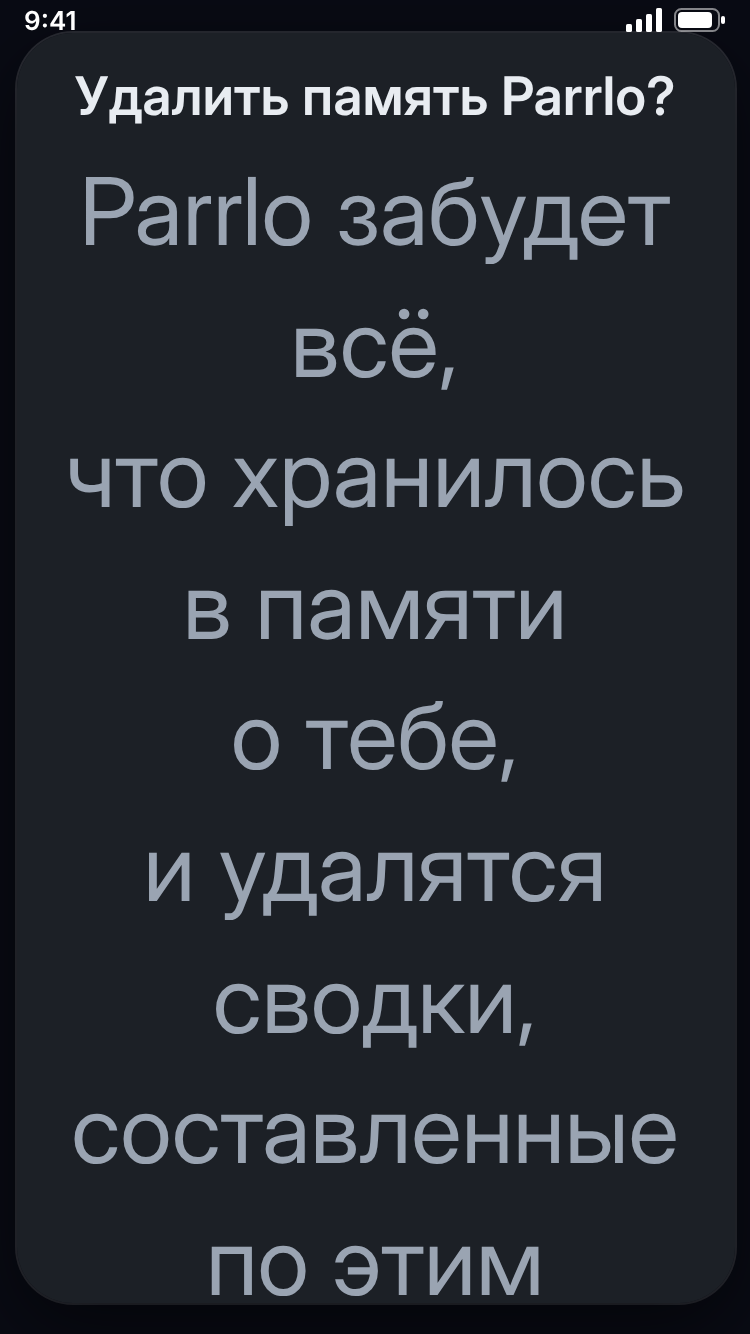 9:41
Удалить память Parrlo?
Parrlo забудет
всё,
что хранилось
в памяти
о тебе,
и удалятся
сводки,
составленные
по этим